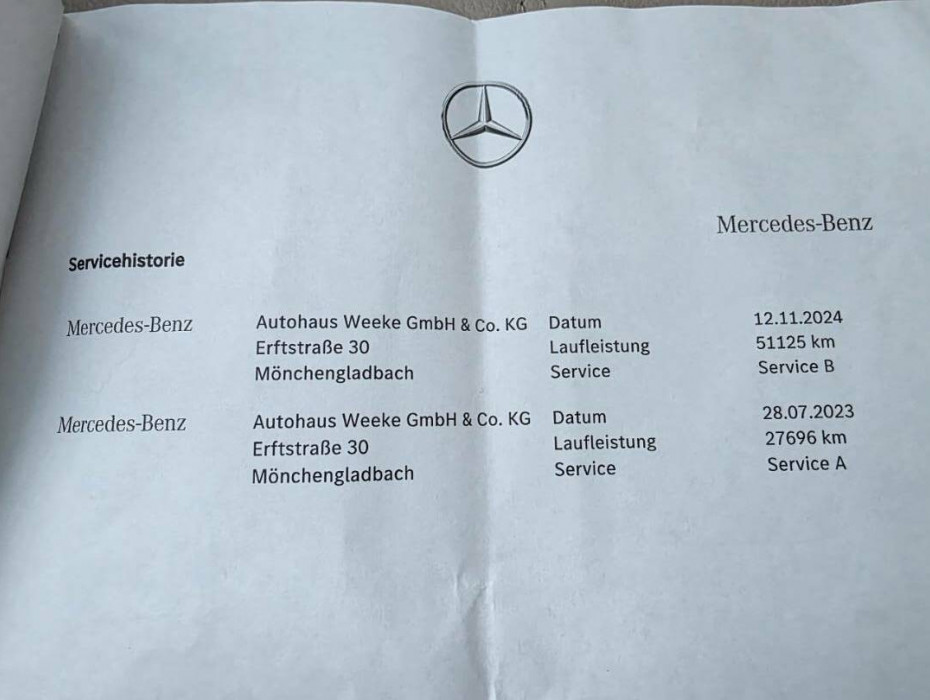 Mercedes-Benz
Servicehistorie
Mercedes-Benz Autohaus Weeke GmbH & Co. KG Datum 12.11.2024
Erftstraße 30 Laufleistung 51125 km
Mönchengladbach Service Service B
Mercedes-Benz Autohaus Weeke GmbH & Co. KG Datum 28.07.2023
Erftstraße 30 Laufleistung 27696 km
Mönchengladbach Service Service A